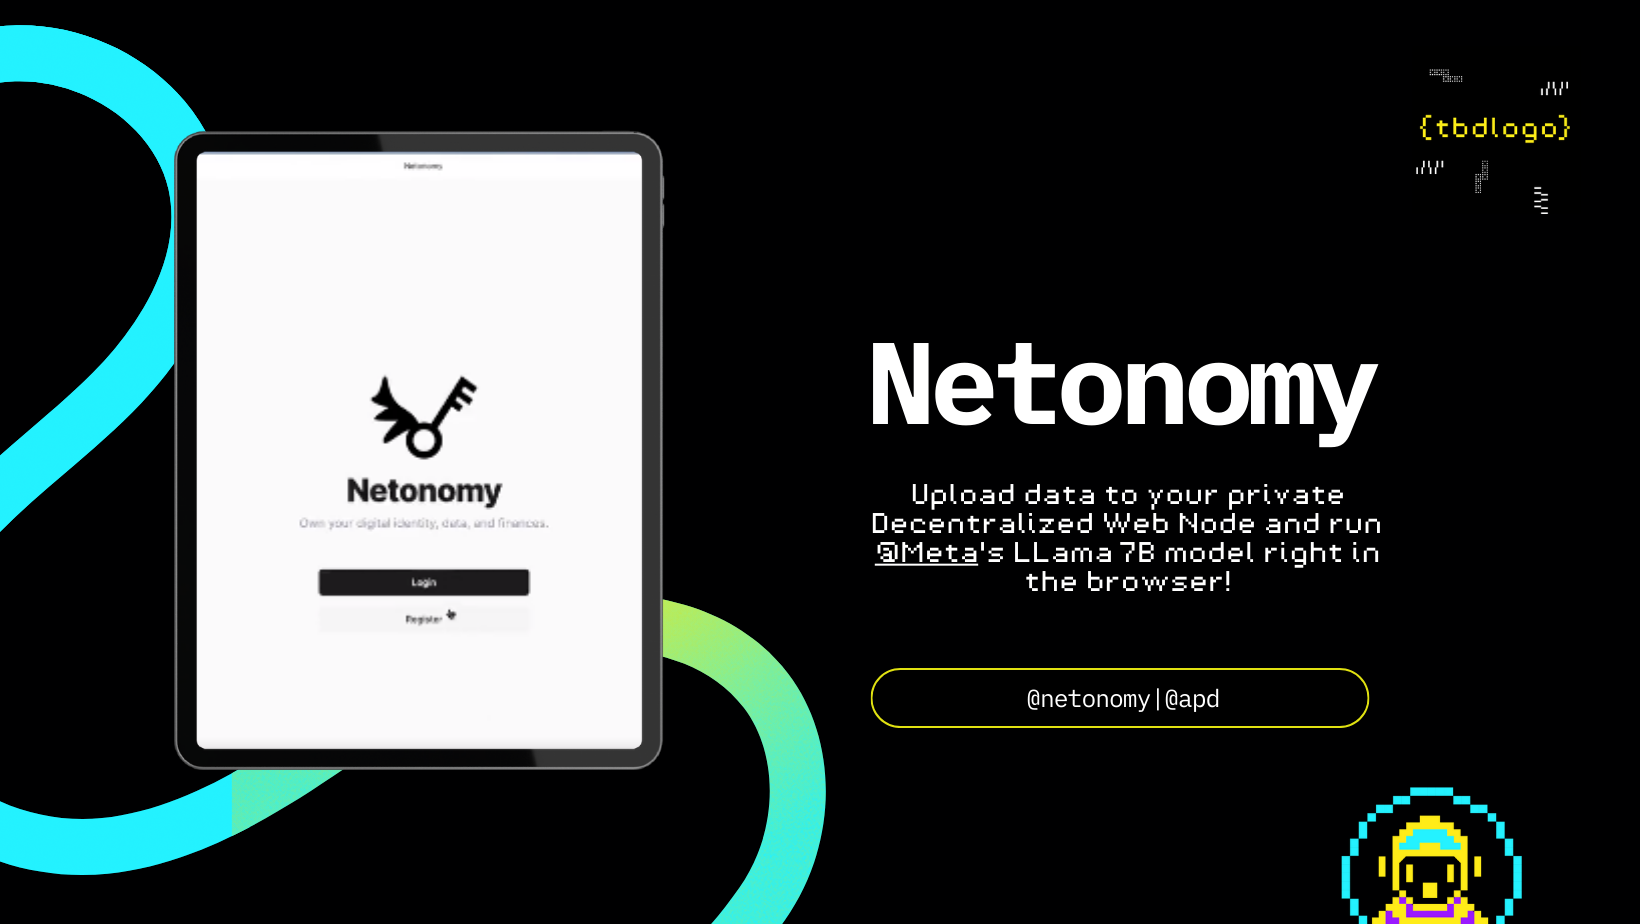 Netonomy
Netonomy
Own your digital identity, data, and finances.
Login
Register
{tbdlogo}
Netonomy
Upload data to your private
Decentralized Web Node and run
@Meta's LLama 7B model right in
the browser!
@netonomy|@apd